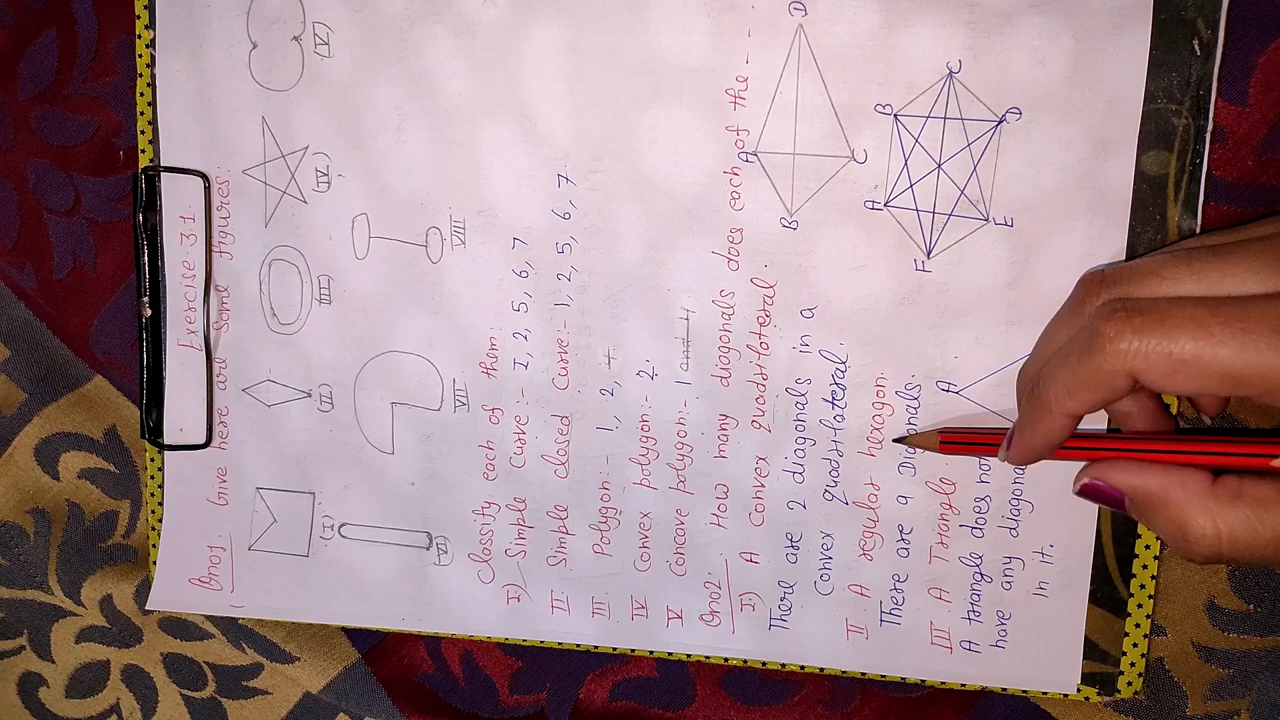 Exercise-3.1.
Qno1. Give here are Some figures:
(I) (II) (III) (IV) (V)
(VI) VII VIII
Classify each of them:
I) Simple Curve :- 1, 2, 5, 6, 7
II Simple closed Curve:- 1, 2, 5, 6, 7.
III. Polygon:- 1, 2, 4
IV Convex polygon:- 2.
V Concave polygon:- 1 and 4
Qno2. How many diagonals does each of the - -
I) A Convex quadrilateral.
There are 2 diagonals in a
Convex quadrilateral.
A
B
C
D
II. A regular hexagon.
There are 9 Diagonals.
A
B
C
D
E
F
III. A Triangle.
A triangle does not
have any diagona
in it.
A